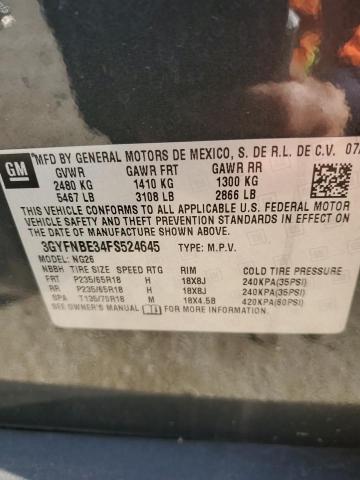 GM
MFD BY GENERAL MOTORS DE MEXICO, S. DE R.L. DE C.V. 07/
GVWR GAWR FRT GAWR RR
2480 KG 1410 KG 1300 KG
5467 LB 3108 LB 2866 LB
THIS VEHICLE CONFORMS TO ALL APPLICABLE U.S. FEDERAL MOTOR
VEHICLE SAFETY AND THEFT PREVENTION STANDARDS IN EFFECT ON
THE DATE OF MANUFACTURE SHOWN ABOVE.
3GYFNBE34FS524645 TYPE: M.P.V.
MODEL: NG26
NBBH TIRE SIZE SPEED RTG RIM COLD TIRE PRESSURE
FRT P235/65R18 H 18X8J 240KPA(35PSI)
RR P235/65R18 H 18X8J 240KPA(35PSI)
SPA T135/70R18 M 18X4.5B 420KPA(60PSI)
SEE OWNER'S MANUAL FOR MORE INFORMATION.